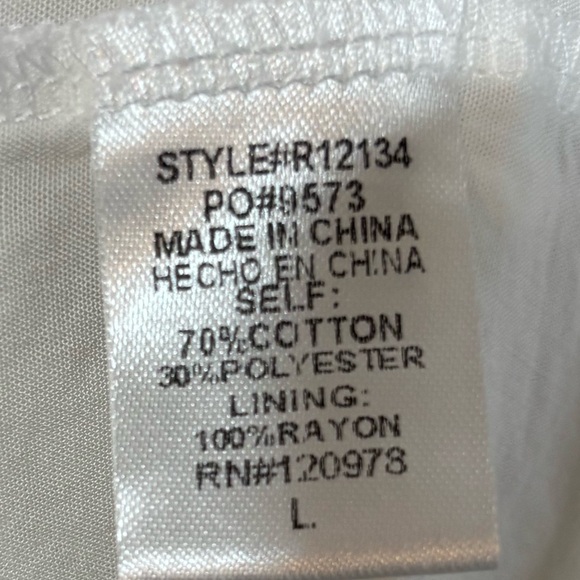 STYLE#R12134
PO#9573
MADE IN CHINA
HECHO EN CHINA
SELF:
70%COTTON
30%POLYESTER
LINING:
100%RAYON
RN#120978
L.